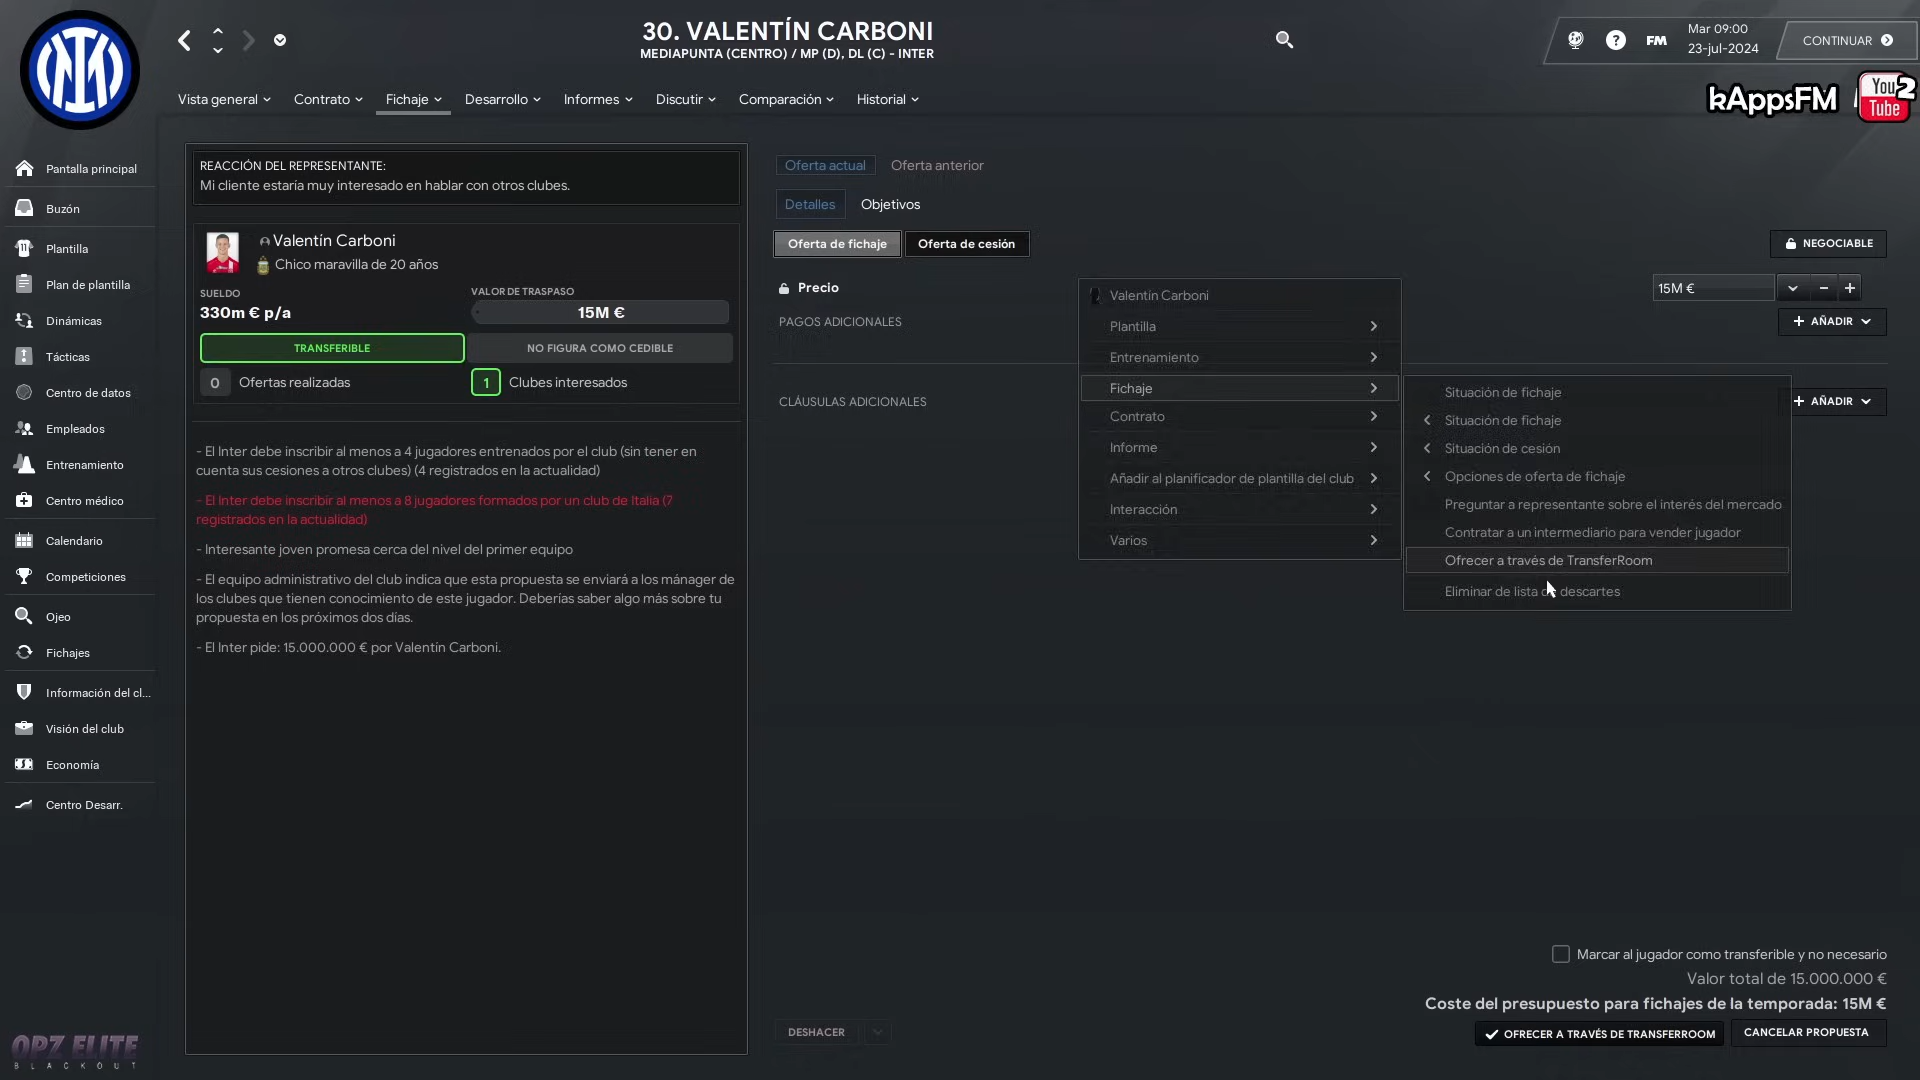 30. VALENTÍN CARBONI
MEDIAPUNTA (CENTRO) / MP (D), DL (C) - INTER
FM
Mar 09:00
23-jul-2024
CONTINUAR
Vista general
Contrato
Fichaje
Desarrollo
Informes
Discutir
Comparación
Historial
kAppsFM
You2
Tube
Pantalla principal
Buzón
Plantilla
Plan de plantilla
Dinámicas
Tácticas
Centro de datos
Empleados
Entrenamiento
Centro médico
Calendario
Competiciones
Ojeo
Fichajes
Información del cl...
Visión del club
Economía
Centro Desarr.
OPZ ELITE
BLACKOUT
REACCIÓN DEL REPRESENTANTE:
Mi cliente estaría muy interesado en hablar con otros clubes.
Valentín Carboni
Chico maravilla de 20 años
SUELDO
330m € p/a
VALOR DE TRASPASO
15M €
TRANSFERIBLE
NO FIGURA COMO CEDIBLE
0 Ofertas realizadas
1 Clubes interesados
- El Inter debe inscribir al menos a 4 jugadores entrenados por el club (sin tener en
cuenta sus cesiones a otros clubes) (4 registrados en la actualidad)
- El Inter debe inscribir al menos a 8 jugadores formados por un club de Italia (7
registrados en la actualidad)
- Interesante joven promesa cerca del nivel del primer equipo
- El equipo administrativo del club indica que esta propuesta se enviará a los mánager de
los clubes que tienen conocimiento de este jugador. Deberías saber algo más sobre tu
propuesta en los próximos dos días.
- El Inter pide: 15.000.000 € por Valentín Carboni.
Oferta actual
Oferta anterior
Detalles
Objetivos
Oferta de fichaje
Oferta de cesión
NEGOCIABLE
Precio
15M €
PAGOS ADICIONALES
AÑADIR
CLÁUSULAS ADICIONALES
AÑADIR
Valentín Carboni
Plantilla
Entrenamiento
Fichaje
Contrato
Informe
Añadir al planificador de plantilla del club
Interacción
Varios
Situación de fichaje
Situación de fichaje
Situación de cesión
Opciones de oferta de fichaje
Preguntar a representante sobre el interés del mercado
Contratar a un intermediario para vender jugador
Ofrecer a través de TransferRoom
Eliminar de lista descartes
Marcar al jugador como transferible y no necesario
Valor total de 15.000.000 €
Coste del presupuesto para fichajes de la temporada: 15M €
DESHACER
OFRECER A TRAVÉS DE TRANSFERROOM
CANCELAR PROPUESTA